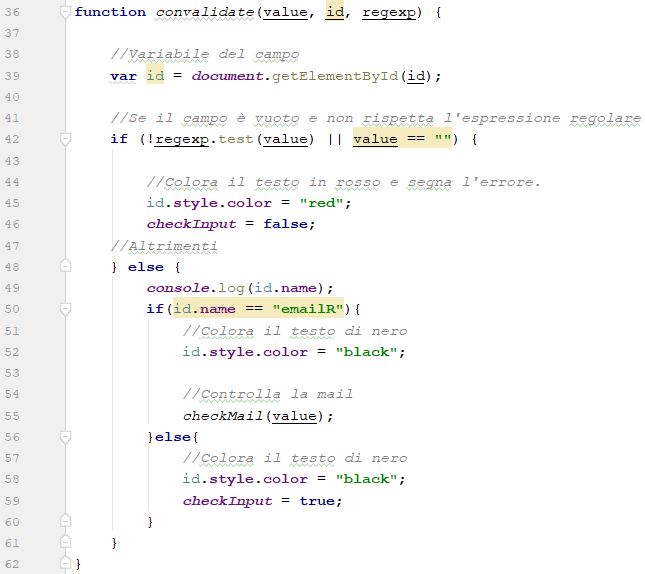 36 function convalidate(value, id, regexp) {
37
38 //Variabile del campo
39 var id = document.getElementById(id);
40
41 //Se il campo è vuoto e non rispetta l'espressione regolare
42 if (!regexp.test(value) || value == "") {
43
44 //Colora il testo in rosso e segna l'errore.
45 id.style.color = "red";
46 checkInput = false;
47 //Altrimenti
48 } else {
49 console.log(id.name);
50 if(id.name == "emailR"){
51 //Colora il testo di nero
52 id.style.color = "black";
53
54 //Controlla la mail
55 checkMail(value);
56 }else{
57 //Colora il testo di nero
58 id.style.color = "black";
59 checkInput = true;
60 }
61 }
62 }